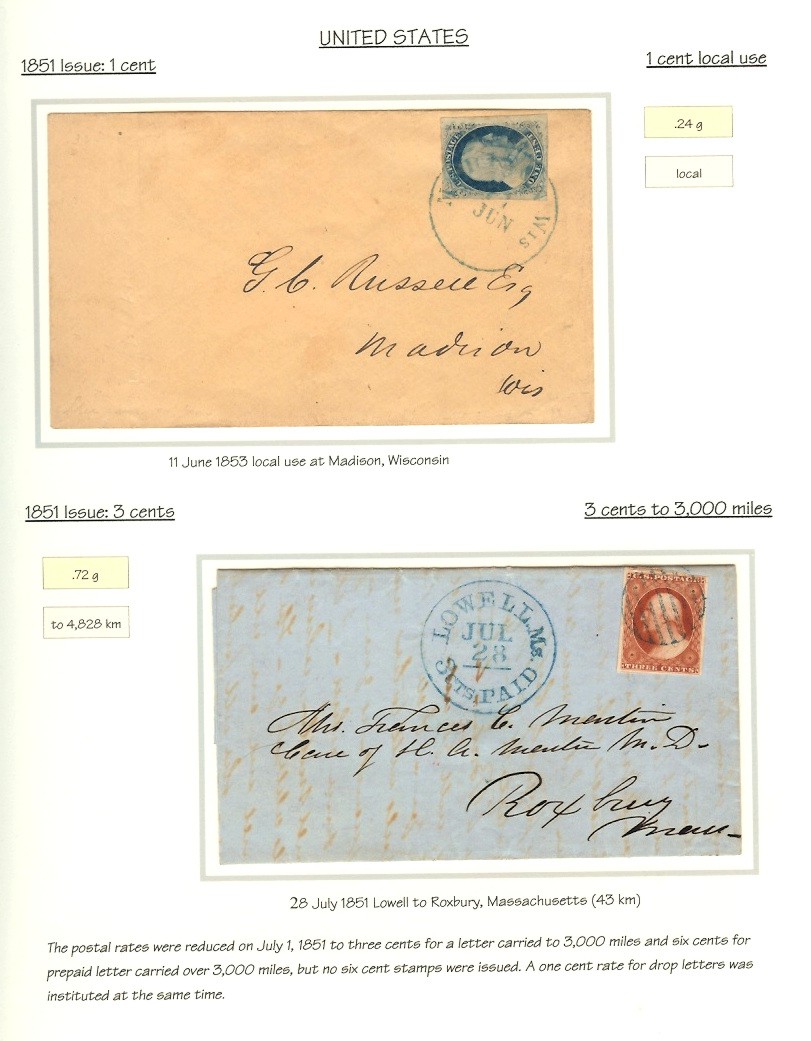 UNITED STATES
1851 Issue: 1 cent
1 cent local use
.24 g
local
U.S. POSTAGE
ONE CENT
JUN
WIS
G. C. Russell Esq
Madison
Wis
11 June 1853 local use at Madison, Wisconsin
1851 Issue: 3 cents
3 cents to 3,000 miles
.72 g
to 4,828 km
LOWELL. Ms.
JUL
28
3 cTs. PAID
U.S. POSTAGE
THREE CENTS
Mrs. Frances C.
Care of H. A. M.D.
Roxbury
Mass
28 July 1851 Lowell to Roxbury, Massachusetts (43 km)
The postal rates were reduced on July 1, 1851 to three cents for a letter carried to 3,000 miles and six cents for
prepaid letter carried over 3,000 miles, but no six cent stamps were issued. A one cent rate for drop letters was
instituted at the same time.